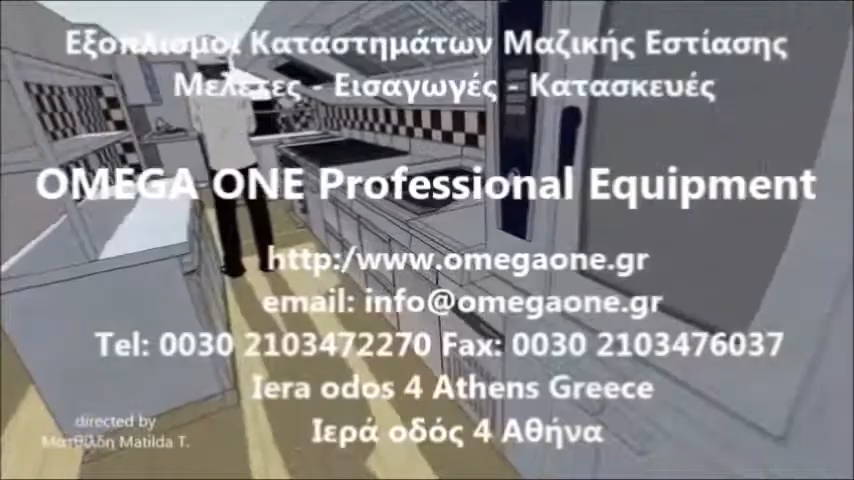 Εξοπλισμοί Καταστημάτων Μαζικής Εστίασης
Μελέτες - Εισαγωγές - Κατασκευές
OMEGA ONE Professional Equipment
http://www.omegaone.gr
email: info@omegaone.gr
Tel: 0030 2103472270 Fax: 0030 2103476037
Iera odos 4 Athens Greece
Ιερά οδός 4 Αθήνα
directed by
Ματθίλδη Matilda T.